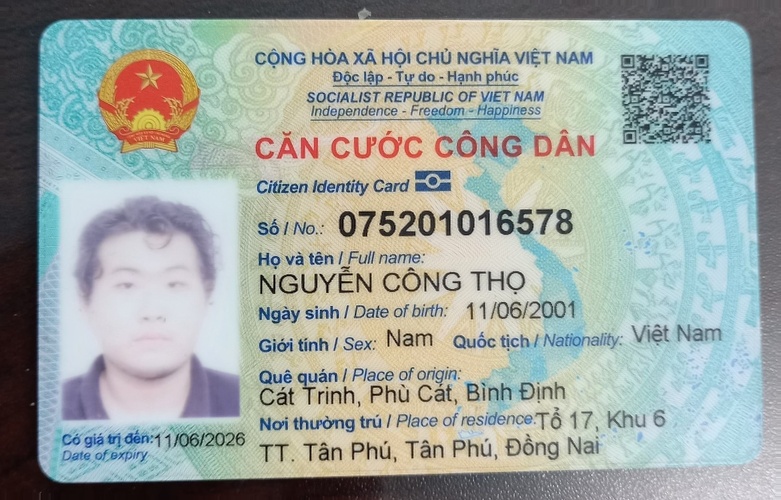 CỘNG HÒA XÃ HỘI CHỦ NGHĨA VIỆT NAM
Độc lập - Tự do - Hạnh phúc
SOCIALIST REPUBLIC OF VIET NAM
Independence - Freedom - Happiness
CĂN CƯỚC CÔNG DÂN
Citizen Identity Card
Số / No.: 075201016578
Họ và tên / Full name:
NGUYỄN CÔNG THỌ
Ngày sinh / Date of birth: 11/06/2001
Giới tính / Sex: Nam Quốc tịch / Nationality: Việt Nam
Quê quán / Place of origin:
Cát Trinh, Phù Cát, Bình Định
Nơi thường trú / Place of residence: Tổ 17, Khu 6
TT. Tân Phú, Tân Phú, Đồng Nai
Có giá trị đến: 11/06/2026
Date of expiry
VIỆT NAM